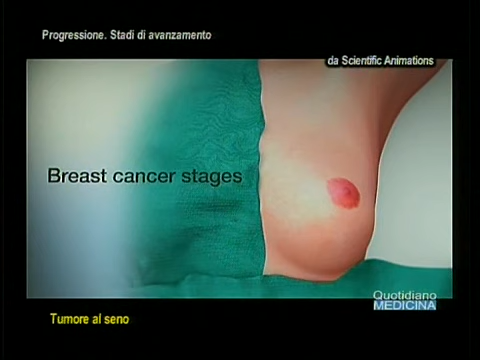 Progressione. Stadi di avanzamento
da Scientific Animations
Breast cancer stages
Quotidiano
MEDICINA
Tumore al seno